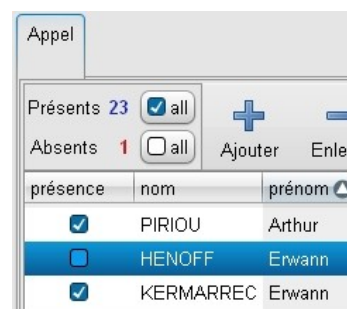 Appel
Présents 23 all
Absents 1 all
Ajouter Enle
présence nom prénom
PIRIOU Arthur
HENOFF Erwann
KERMARREC Erwann